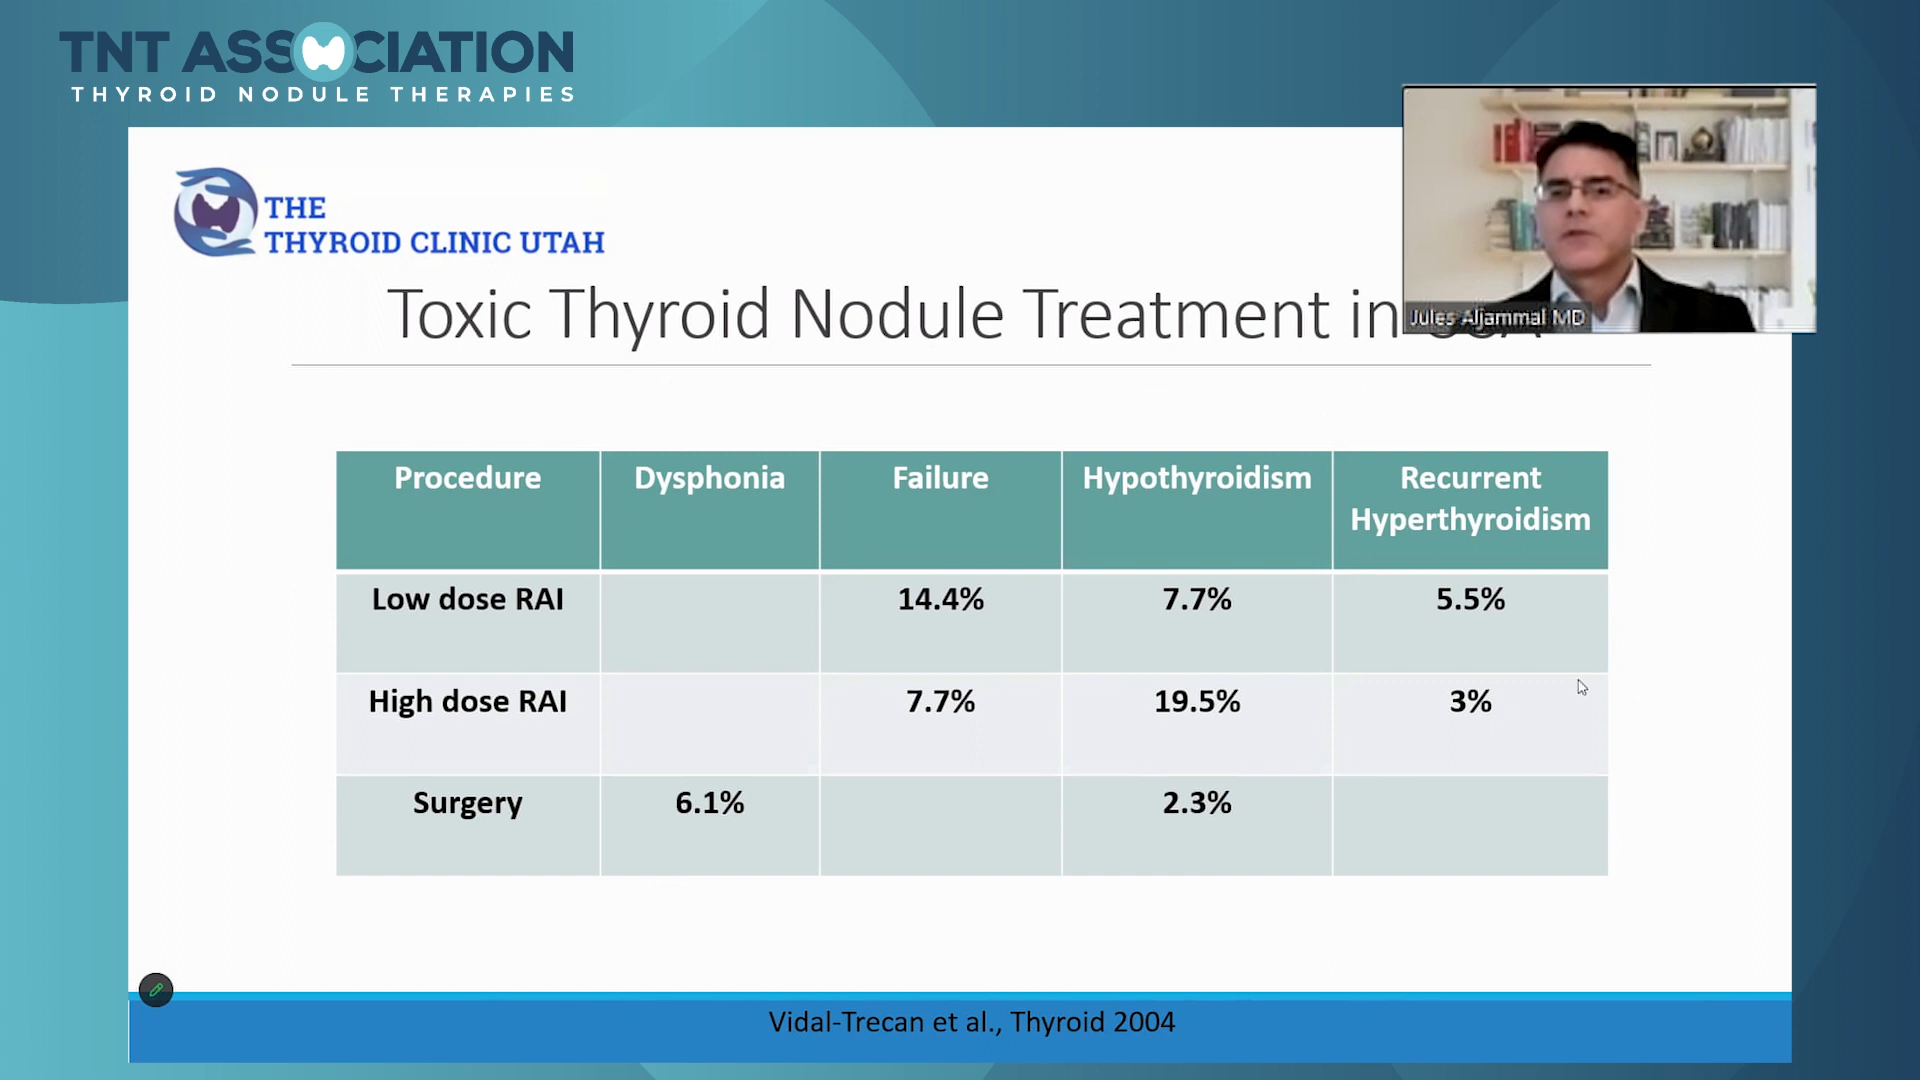 TNT ASSOCIATION
THYROID NODULE THERAPIES
THE
THYROID CLINIC UTAH
Toxic Thyroid Nodule Treatment in
Jules Aljammal MD
Procedure Dysphonia Failure Hypothyroidism Recurrent Hyperthyroidism
Low dose RAI 14.4% 7.7% 5.5%
High dose RAI 7.7% 19.5% 3%
Surgery 6.1% 2.3%
Vidal-Trecan et al., Thyroid 2004